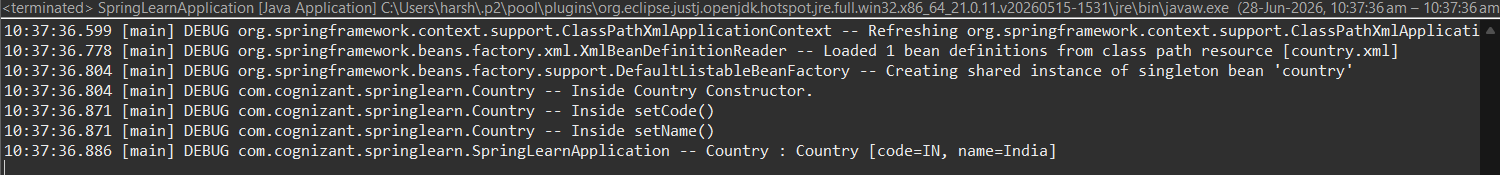 <terminated> SpringLearnApplication [Java Application] C:\Users\harsh\.p2\pool\plugins\org.eclipse.justj.openjdk.hotspot.jre.full.win32.x86_64_21.0.11.v20260515-1531\jre\bin\javaw.exe (28-Jun-2026, 10:37:36 am – 10:37:36 am
10:37:36.599 [main] DEBUG org.springframework.context.support.ClassPathXmlApplicationContext -- Refreshing org.springframework.context.support.ClassPathXmlApplicati
10:37:36.778 [main] DEBUG org.springframework.beans.factory.xml.XmlBeanDefinitionReader -- Loaded 1 bean definitions from class path resource [country.xml]
10:37:36.804 [main] DEBUG org.springframework.beans.factory.support.DefaultListableBeanFactory -- Creating shared instance of singleton bean 'country'
10:37:36.804 [main] DEBUG com.cognizant.springlearn.Country -- Inside Country Constructor.
10:37:36.871 [main] DEBUG com.cognizant.springlearn.Country -- Inside setCode()
10:37:36.871 [main] DEBUG com.cognizant.springlearn.Country -- Inside setName()
10:37:36.886 [main] DEBUG com.cognizant.springlearn.SpringLearnApplication -- Country : Country [code=IN, name=India]